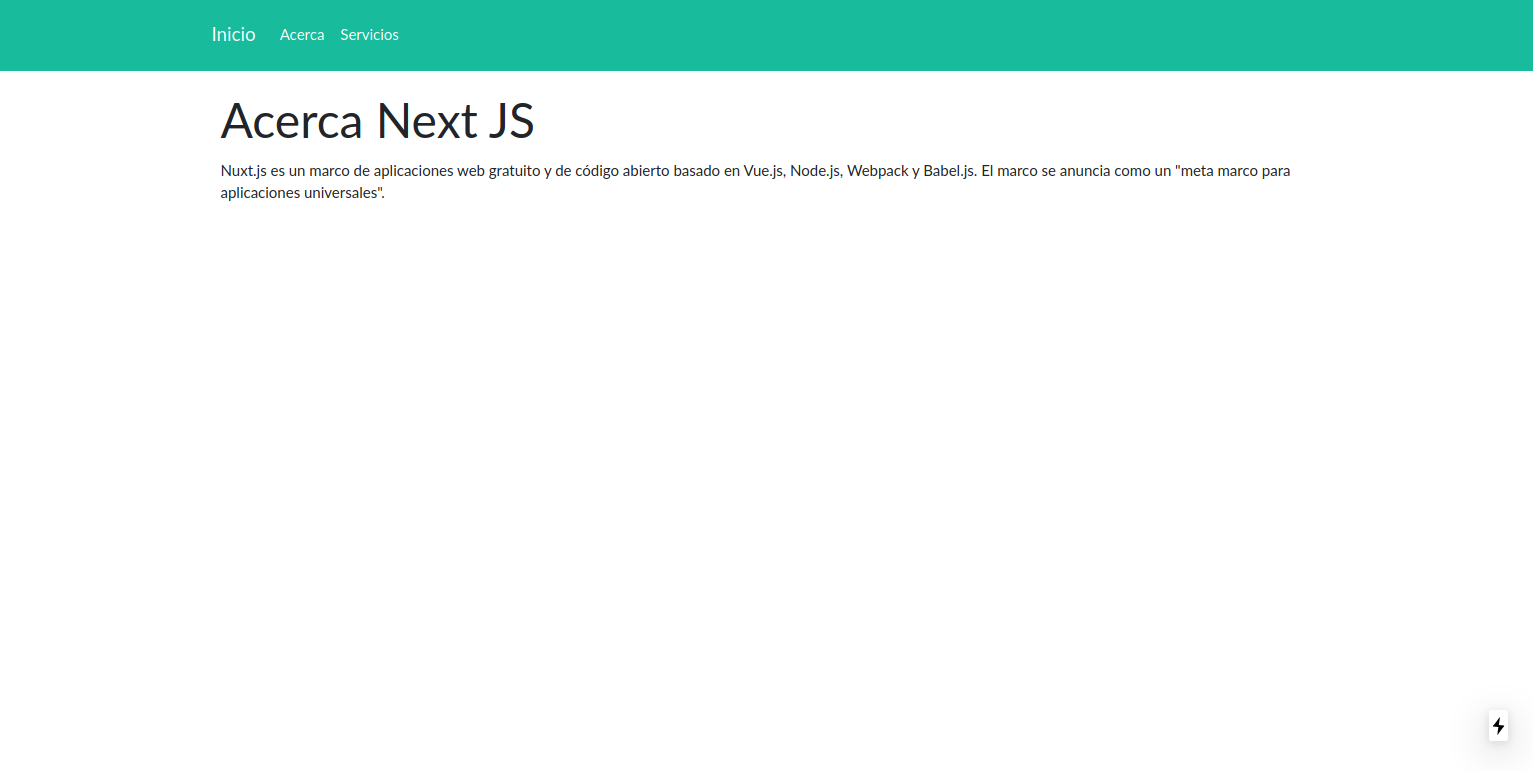 Inicio Acerca Servicios
Acerca Next JS
Nuxt.js es un marco de aplicaciones web gratuito y de código abierto basado en Vue.js, Node.js, Webpack y Babel.js. El marco se anuncia como un "meta marco para
aplicaciones universales".